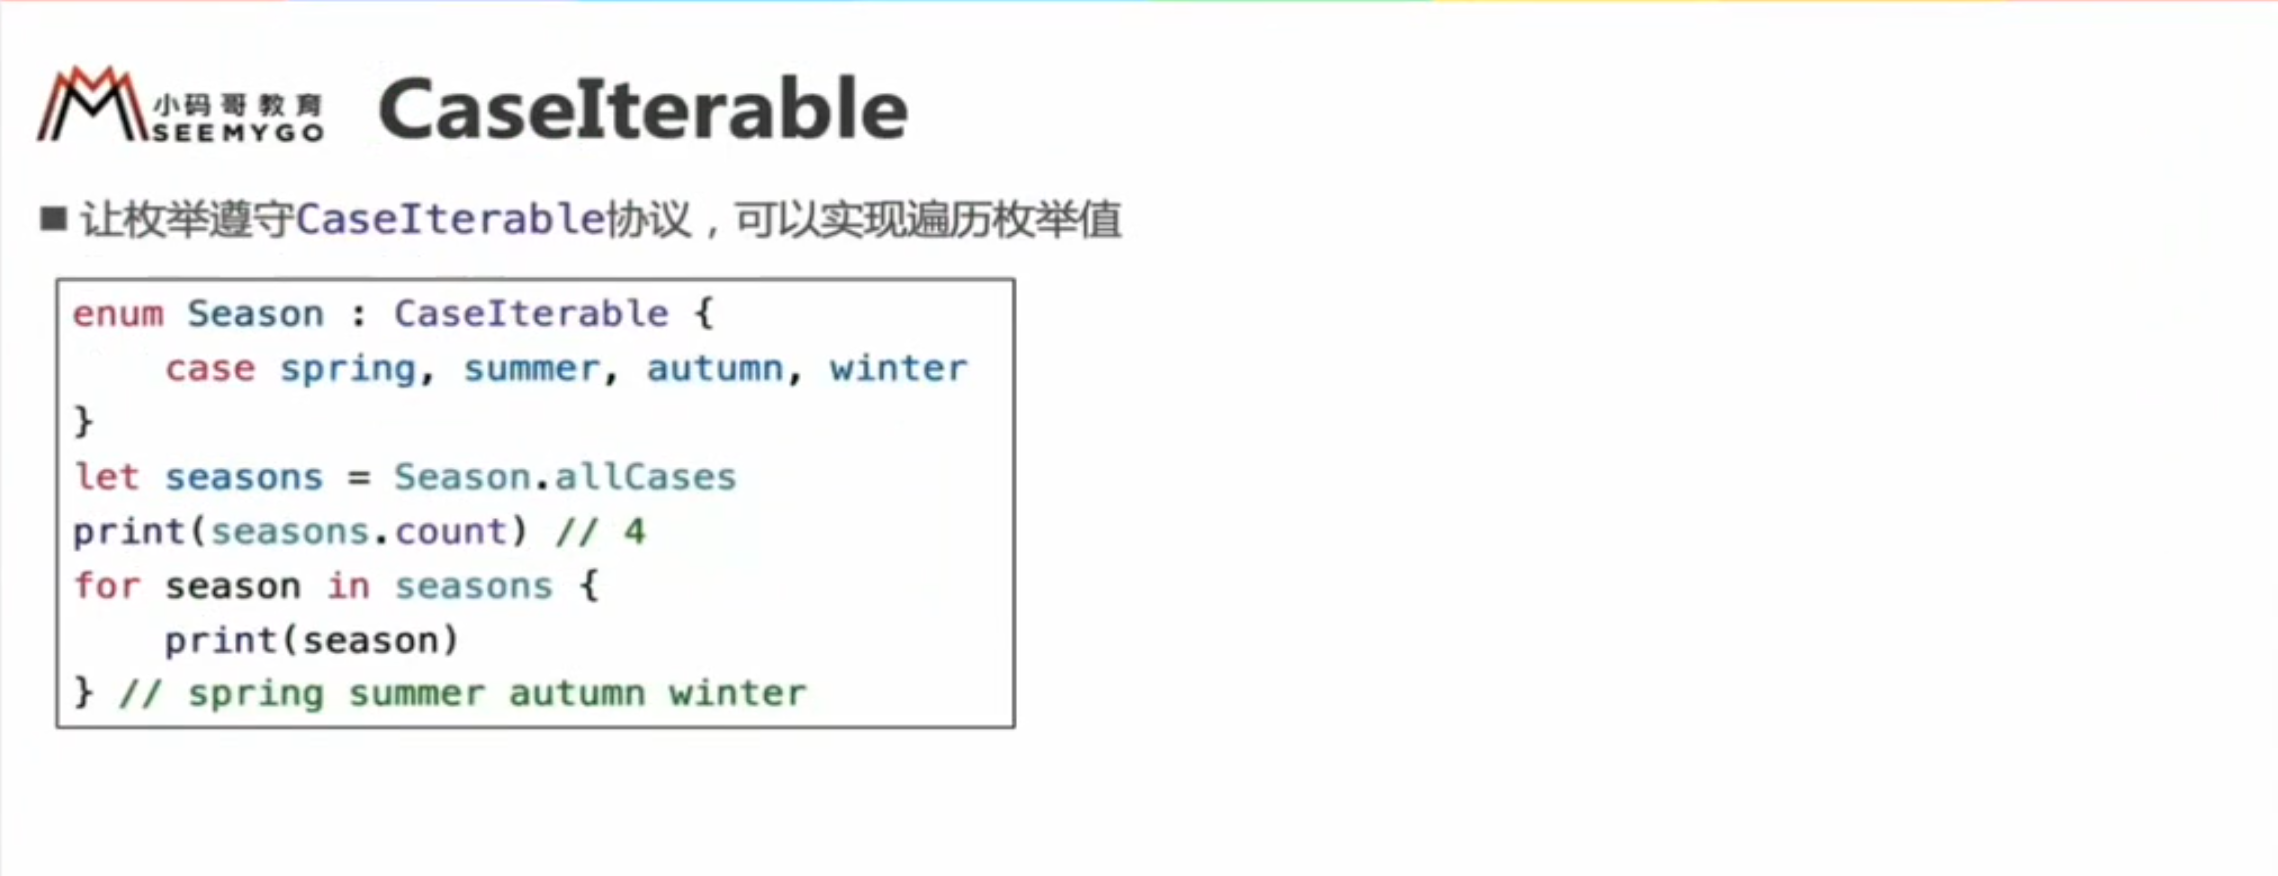 小码哥教育
SEEMYGO
CaseIterable
■ 让枚举遵守CaseIterable协议，可以实现遍历枚举值
enum Season : CaseIterable {
    case spring, summer, autumn, winter
}
let seasons = Season.allCases
print(seasons.count) // 4
for season in seasons {
    print(season)
} // spring summer autumn winter